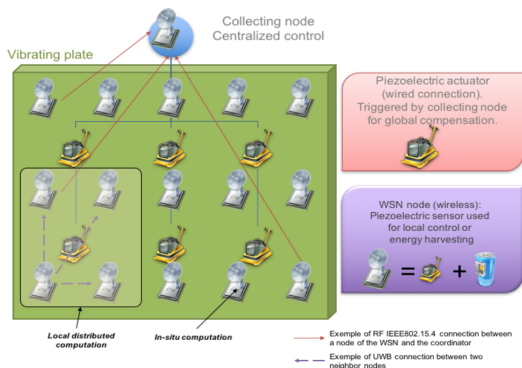 Collecting node
Centralized control
Vibrating plate
Piezoelectric actuator
(wired connection).
Triggered by collecting node
for global compensation.
WSN node (wireless):
Piezoelectric sensor used
for local control or
energy harvesting
= +
Local distributed
computation
In-situ computation
Exemple of RF IEEE802.15.4 connection between
a node of the WSN and the coordinator
Exemple of UWB connection between two
neighbor nodes